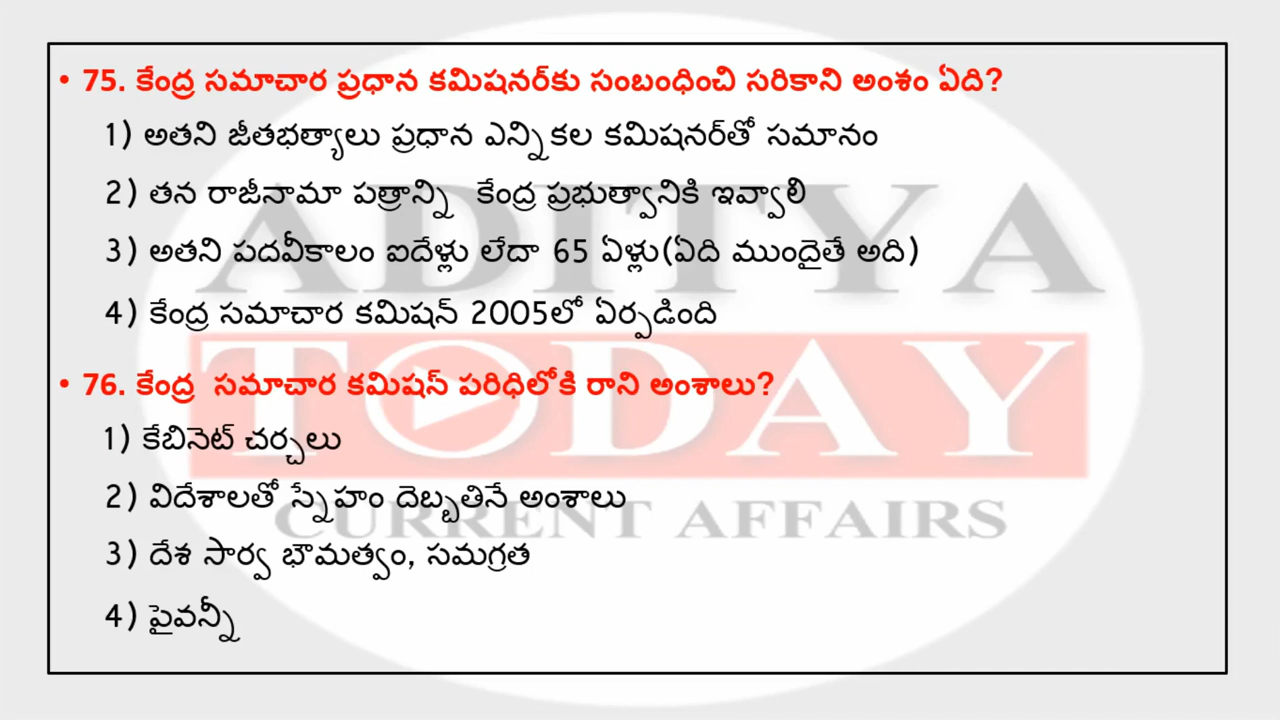 • 75. కేంద్ర సమాచార ప్రధాన కమిషనర్‌కు సంబంధించి సరికాని అంశం ఏది?
1) అతని జీతభత్యాలు ప్రధాన ఎన్నికల కమిషనర్‌తో సమానం
2) తన రాజీనామా పత్రాన్ని కేంద్ర ప్రభుత్వానికి ఇవ్వాలి
3) అతని పదవీకాలం ఐదేళ్లు లేదా 65 ఏళ్లు(ఏది ముందైతే అది)
4) కేంద్ర సమాచార కమిషన్ 2005లో ఏర్పడింది
• 76. కేంద్ర సమాచార కమిషస్ పరిధిలోకి రాని అంశాలు?
1) కేబినెట్ చర్చలు
2) విదేశాలతో స్నేహం దెబ్బతినే అంశాలు
3) దేశ సార్వ భౌమత్వం, సమగ్రత
4) పైవన్నీ
ADITYA
TODAY
CURRENT AFFAIRS